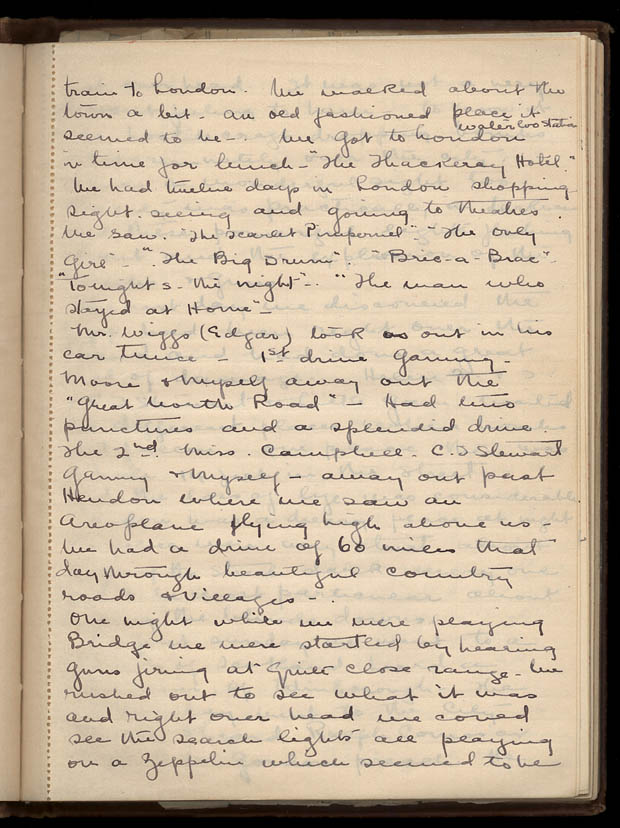 train to London. We walked about the
town a bit - an old fashioned place it
seemed to be -. We got to London
Waterloo Station
in time for lunch - "The Thackeray Hotel."
We had twelve days in London shopping
sight. seeing and going to theatres.
We saw. "The Scarlet Pimpernel" - "The Only
Girl" - "The Big Drum". Bric-a-Brac".
"Tonight's - the night" -. "The man who
stayed at Home" -
Mr. Wiggs (Edgar) took us out in his
car twice - 1st drive Gammy
Moore & myself away out the
"Great North Road" - Had two
punctures and a splendid drive.
The 2nd. Miss. Campbell. C. J Stewart
Gammy & myself - away out past
Hendon where we saw an
Areoplane flying high above us -
We had a drive of 60 miles that
day through beautiful country
roads & villages -.
One night while we were playing
Bridge we were startled by hearing
guns firing at quite close range - We
rushed out to see what it was
and right over head we coued
see the search lights all playing
on a Zeppelin which seemed to be